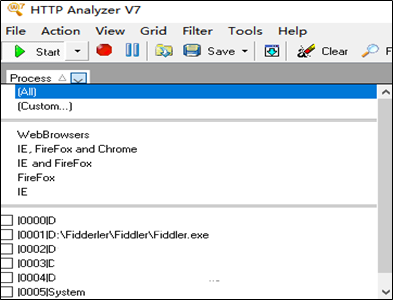 HTTP Analyzer V7
File Action View Grid Filter Tools Help
Start Save Clear F
Process
(All)
(Custom...)
WebBrowsers
IE, FireFox and Chrome
IE and FireFox
FireFox
IE
|0000|D
|0001|D:\Fidderler\Fiddler\Fiddler.exe
|0002|D
|0003|D
|0004|D
|0005|System